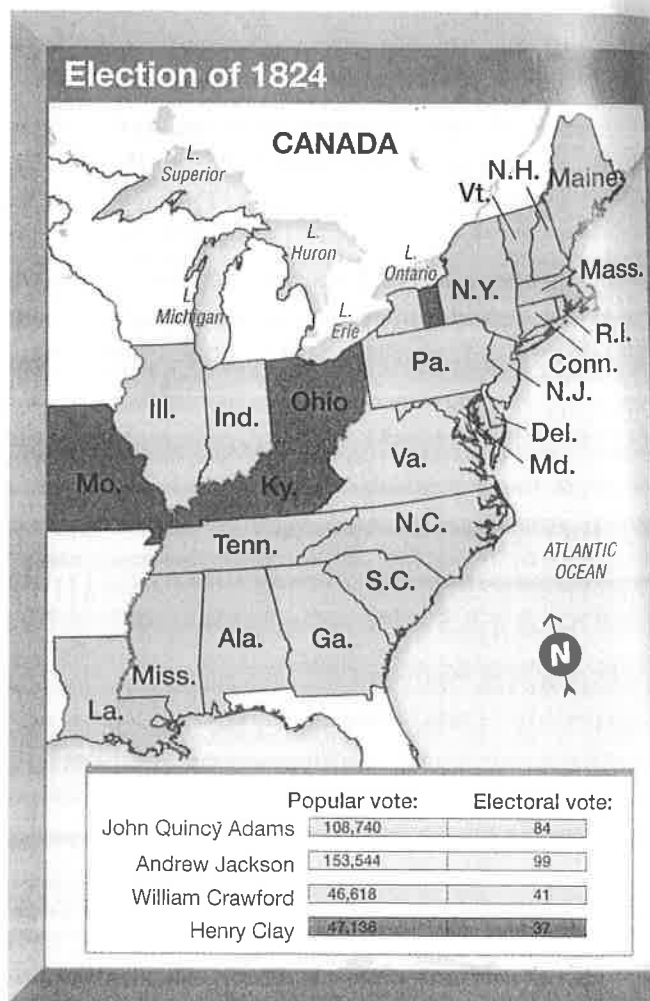 Election of 1824
CANADA
L.
Superior
N.H.
Maine
Vt.
L.
Huron
L.
Ontario
Mass.
N.Y.
L.
Michigan
L.
Erie
R.I.
Conn.
Pa.
N.J.
Ill.
Ind.
Ohio
Del.
Md.
Va.
Mo.
Ky.
N.C.
Tenn.
ATLANTIC
OCEAN
S.C.
Ala.
Ga.
N
Miss.
La.
Popular vote: Electoral vote:
John Quincy Adams 108,740 84
Andrew Jackson 153,544 99
William Crawford 46,618 41
Henry Clay 47,136 37